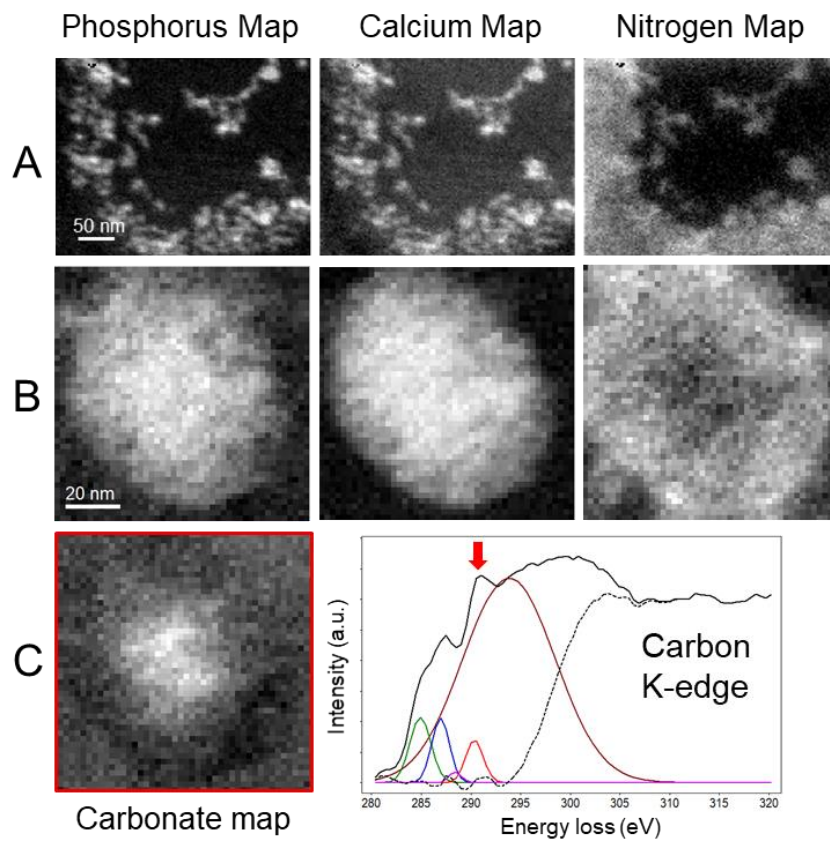 Phosphorus Map Calcium Map Nitrogen Map
A
50 nm
B
20 nm
C
Intensity (a.u.)
Carbon
K-edge
280 285 290 295 300 305 310 315 320
Carbonate map
Energy loss (eV)